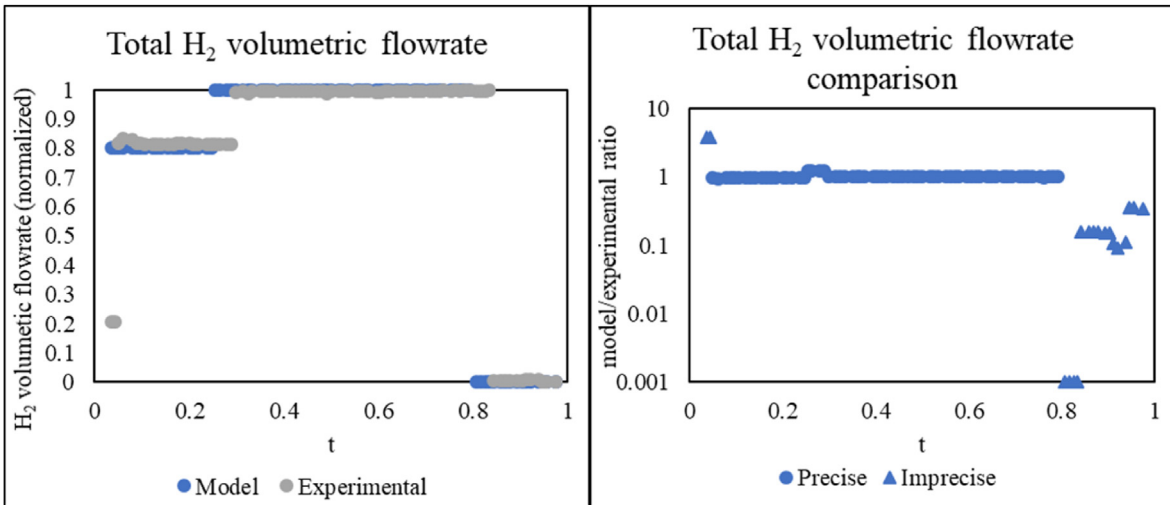 Total H₂ volumetric flowrate
H₂ volumetic flowrate (normalized)
1
0.9
0.8
0.7
0.6
0.5
0.4
0.3
0.2
0.1
0
0 0.2 0.4 0.6 0.8 1
t
Model Experimental
Total H₂ volumetric flowrate
comparison
model/experimental ratio
10
1
0.1
0.01
0.001
0 0.2 0.4 0.6 0.8 1
t
Precise Imprecise